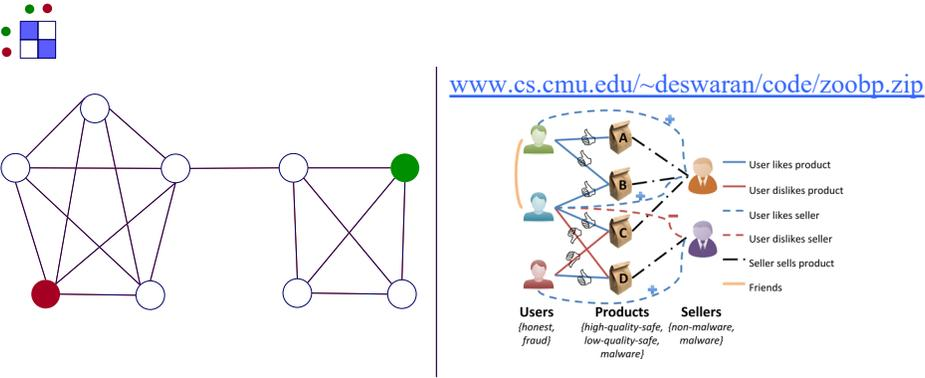 www.cs.cmu.edu/~deswaran/code/zoobp.zip
A
B
C
D
User likes product
User dislikes product
User likes seller
User dislikes seller
Seller sells product
Friends
Users
{honest,
fraud}
Products
{high-quality-safe,
low-quality-safe,
malware}
Sellers
{non-malware,
malware}